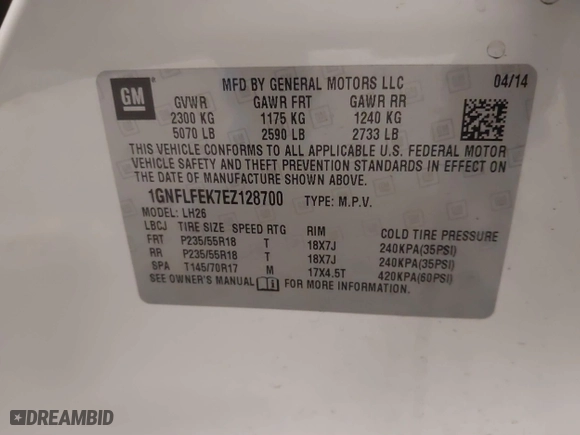 GM
MFD BY GENERAL MOTORS LLC 04/14
GVWR GAWR FRT GAWR RR
2300 KG 1175 KG 1240 KG
5070 LB 2590 LB 2733 LB
THIS VEHICLE CONFORMS TO ALL APPLICABLE U.S. FEDERAL MOTOR
VEHICLE SAFETY AND THEFT PREVENTION STANDARDS IN EFFECT ON
THE DATE OF MANUFACTURE SHOWN ABOVE.
1GNFLFEK7EZ128700 TYPE: M.P.V.
MODEL: LH26
LBCJ TIRE SIZE SPEED RTG RIM COLD TIRE PRESSURE
FRT P235/55R18 T 18X7J 240KPA(35PSI)
RR P235/55R18 T 18X7J 240KPA(35PSI)
SPA T145/70R17 M 17X4.5T 420KPA(60PSI)
SEE OWNER'S MANUAL FOR MORE INFORMATION.
DREAMBID